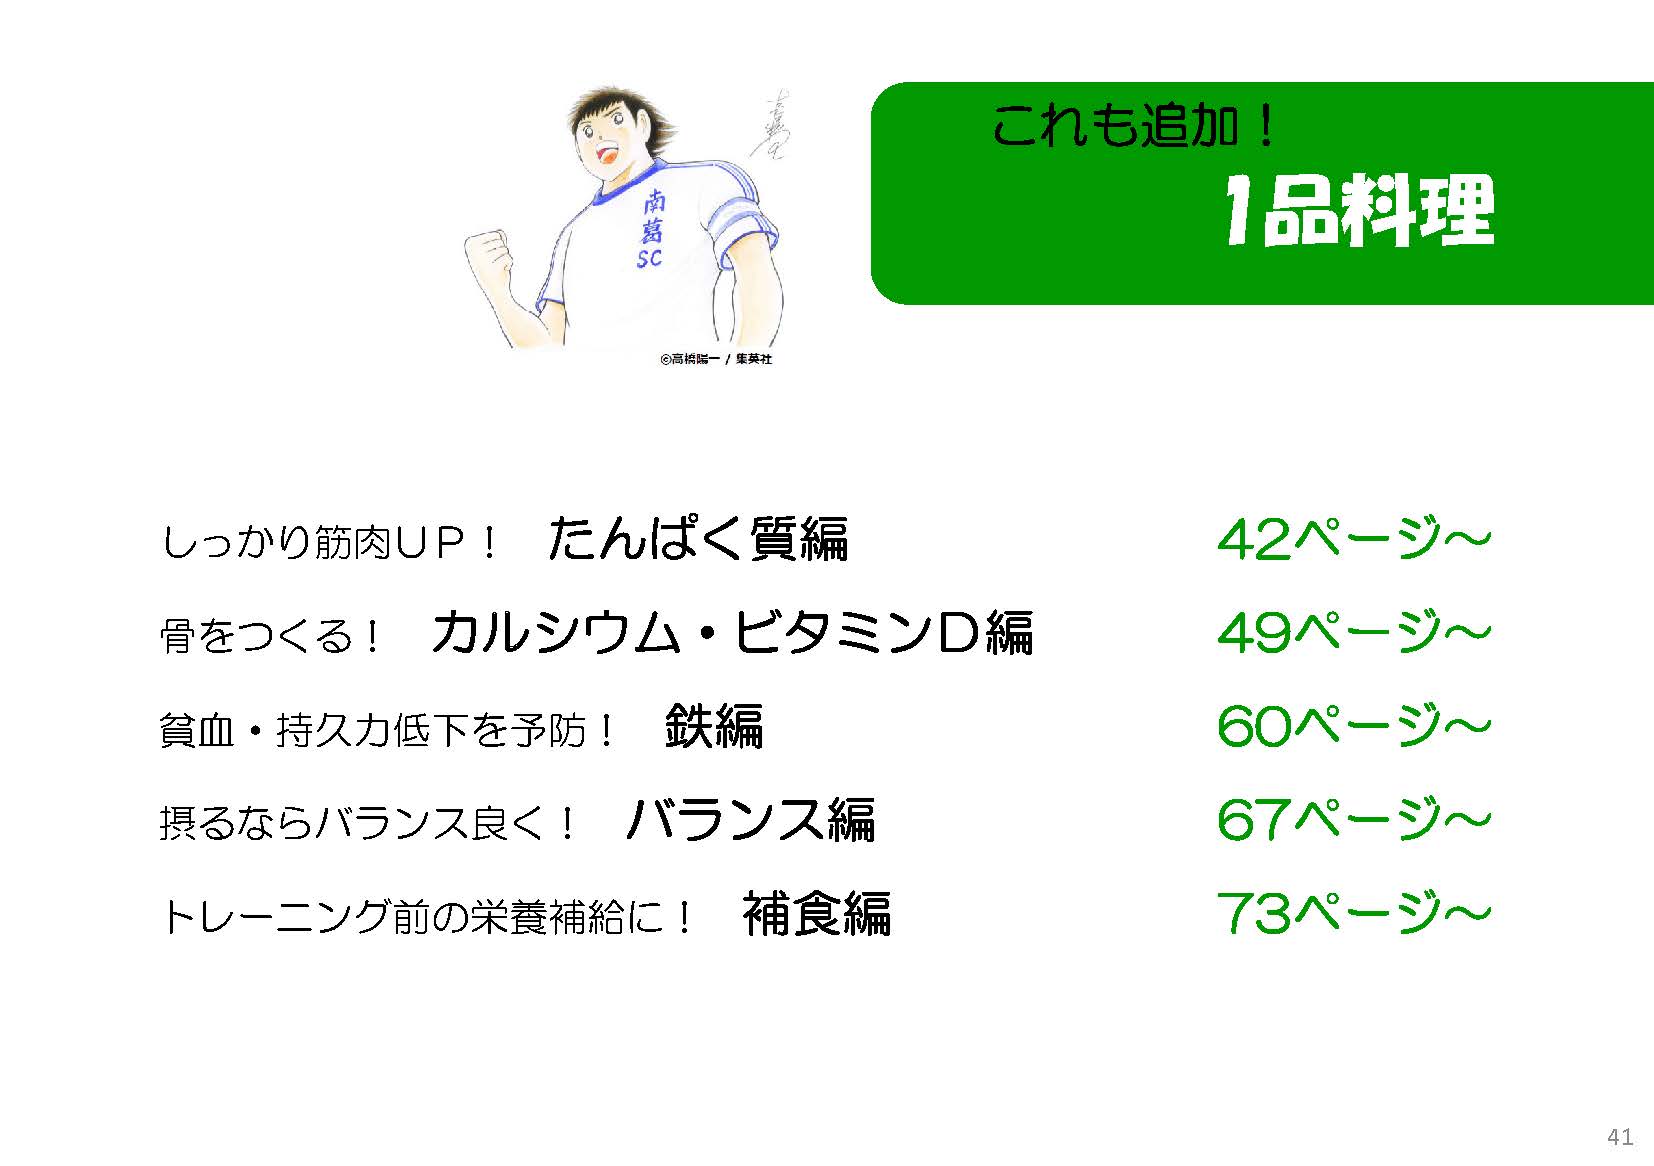 これも追加！
1品料理
南葛SC
©高橋陽一 / 集英社
しっかり筋肉ＵＰ！　たんぱく質編　42ページ～
骨をつくる！　カルシウム・ビタミンＤ編　49ページ～
貧血・持久力低下を予防！　鉄編　60ページ～
摂るならバランス良く！　バランス編　67ページ～
トレーニング前の栄養補給に！　補食編　73ページ～
41